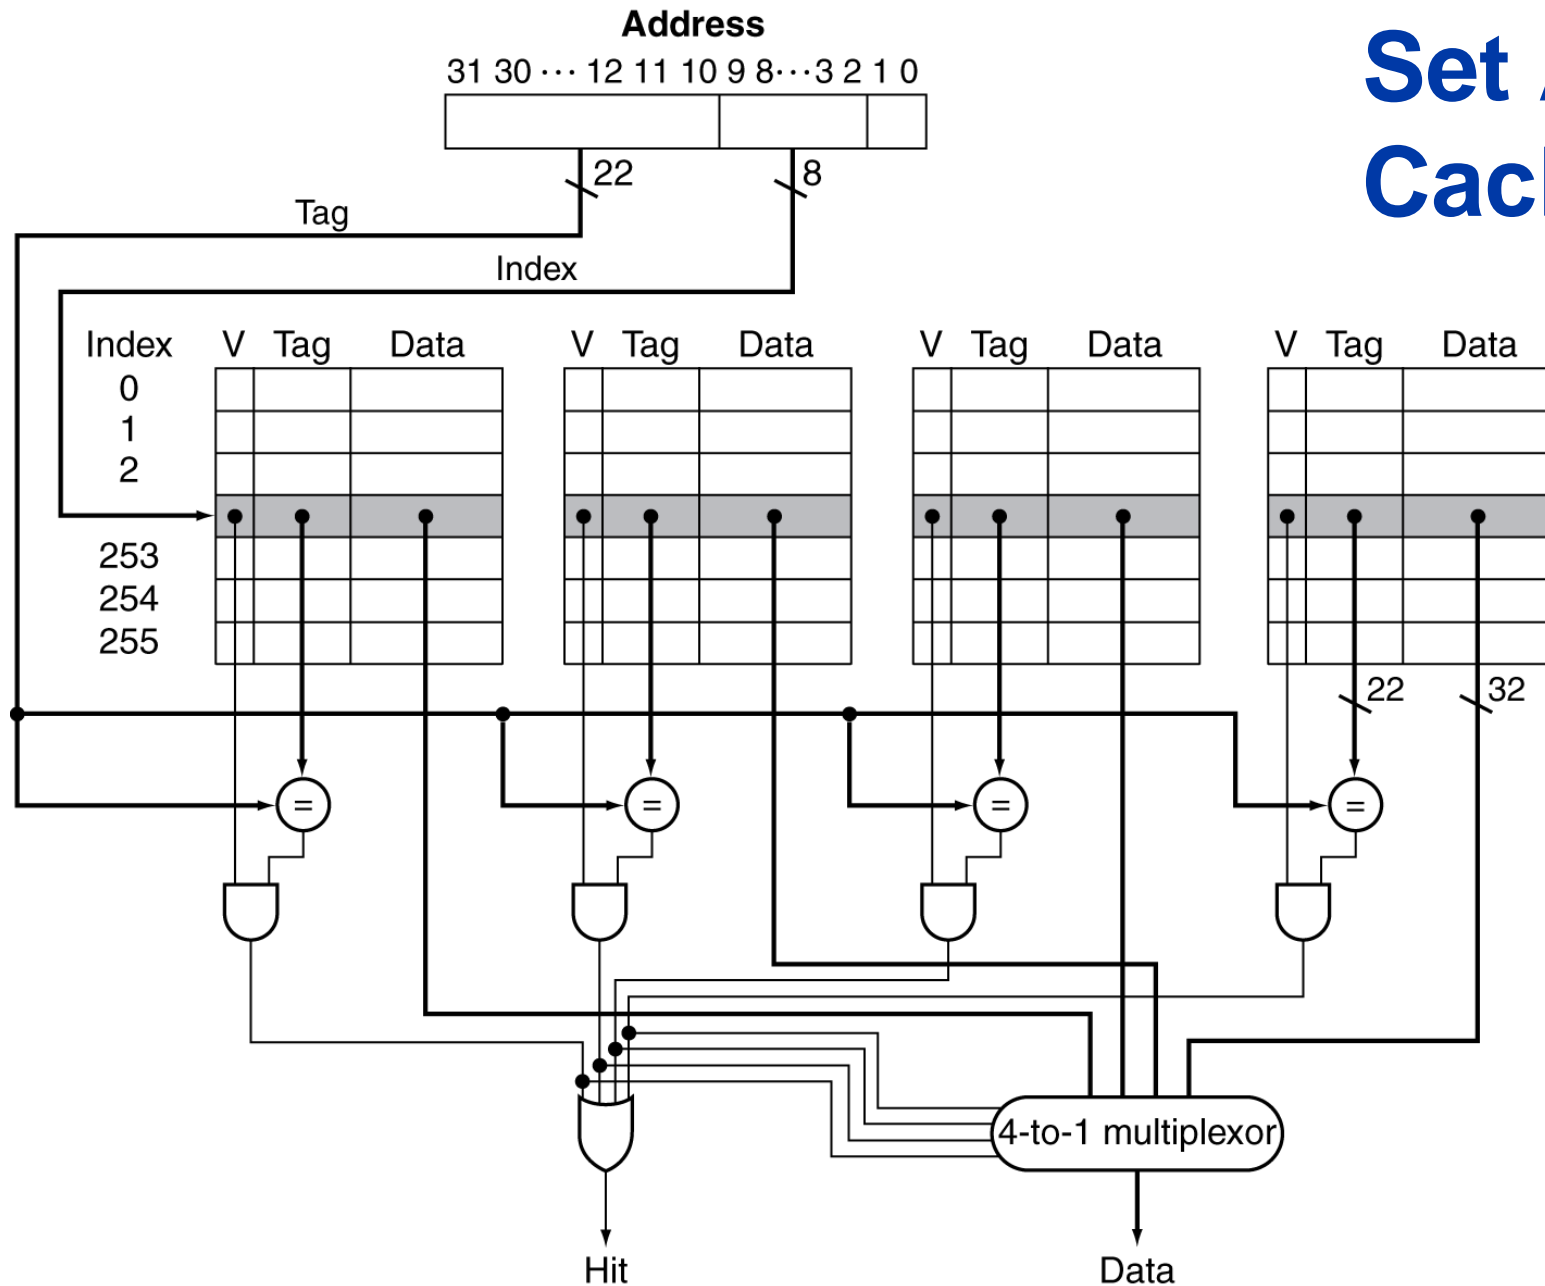 Address
Set
31 30 ··· 12 11 10 9 8···3 2 1 0
22
8
Tag
Index
Index V Tag Data V Tag Data V Tag Data V Tag Data
0
1
2
253
254
255
22 32
= = = =
4-to-1 multiplexor
Hit Data